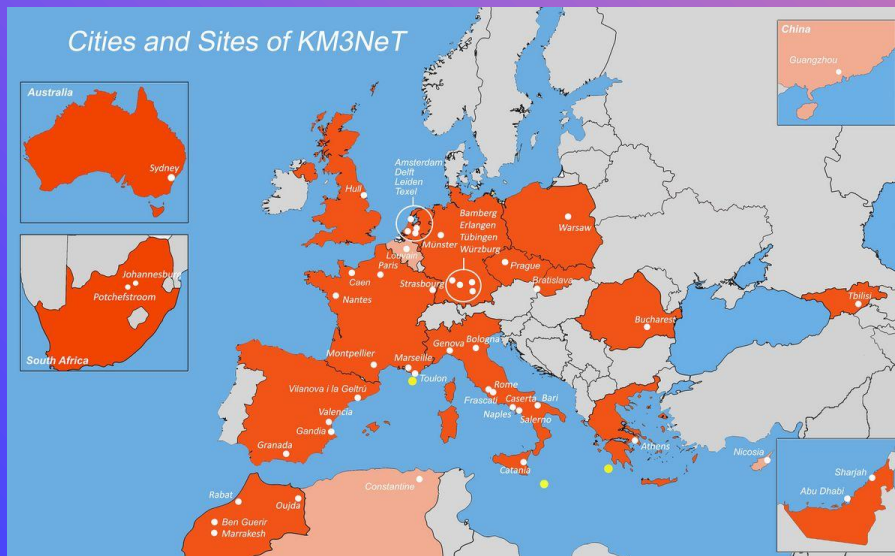 Cities and Sites of KM3NeT
China
Guangzhou
Australia
Sydney
Amsterdam
Delft
Leiden
Texel
Hull
Bamberg
Erlangen
Tübingen
Würzburg
Warsaw
Münster
Louvain
Paris
Prague
Caen
Strasbourg
Bratislava
Nantes
Johannesburg
Potchefstroom
South Africa
Tbilisi
Bucharest
Genova
Bologna
Montpellier
Marseille
Toulon
Vilanova i la Geltrù
Rome
Frascati
Caserta
Bari
Naples
Salerno
Valencia
Gandia
Granada
Athens
Nicosia
Catania
Constantine
Sharjah
Abu Dhabi
Rabat
Oujda
Ben Guerir
Marrakesh